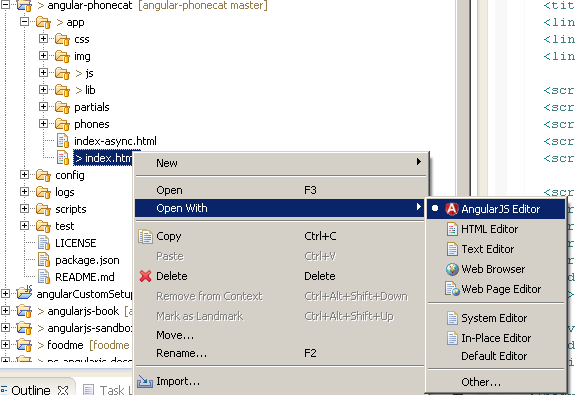 > angular-phonecat [angular-phonecat master]
> app
css
img
> js
> lib
partials
phones
index-async.html
> index.htm
config
logs
scripts
test
LICENSE
package.json
README.md
angularCustomSetu
> angularjs-book [
> angularjs-sandbo
> foodme [foodme
Outline
Task L
New
Open F3
Open With
Copy Ctrl+C
Paste Ctrl+V
Delete Delete
Remove from Context Ctrl+Alt+Shift+Down
Mark as Landmark Ctrl+Alt+Shift+Up
Move...
Rename... F2
Import...
AngularJS Editor
HTML Editor
Text Editor
Web Browser
Web Page Editor
System Editor
In-Place Editor
Default Editor
Other...
<tit
<lin
<lin
<lin
<scr
<scr
<scr
<scr
<scr